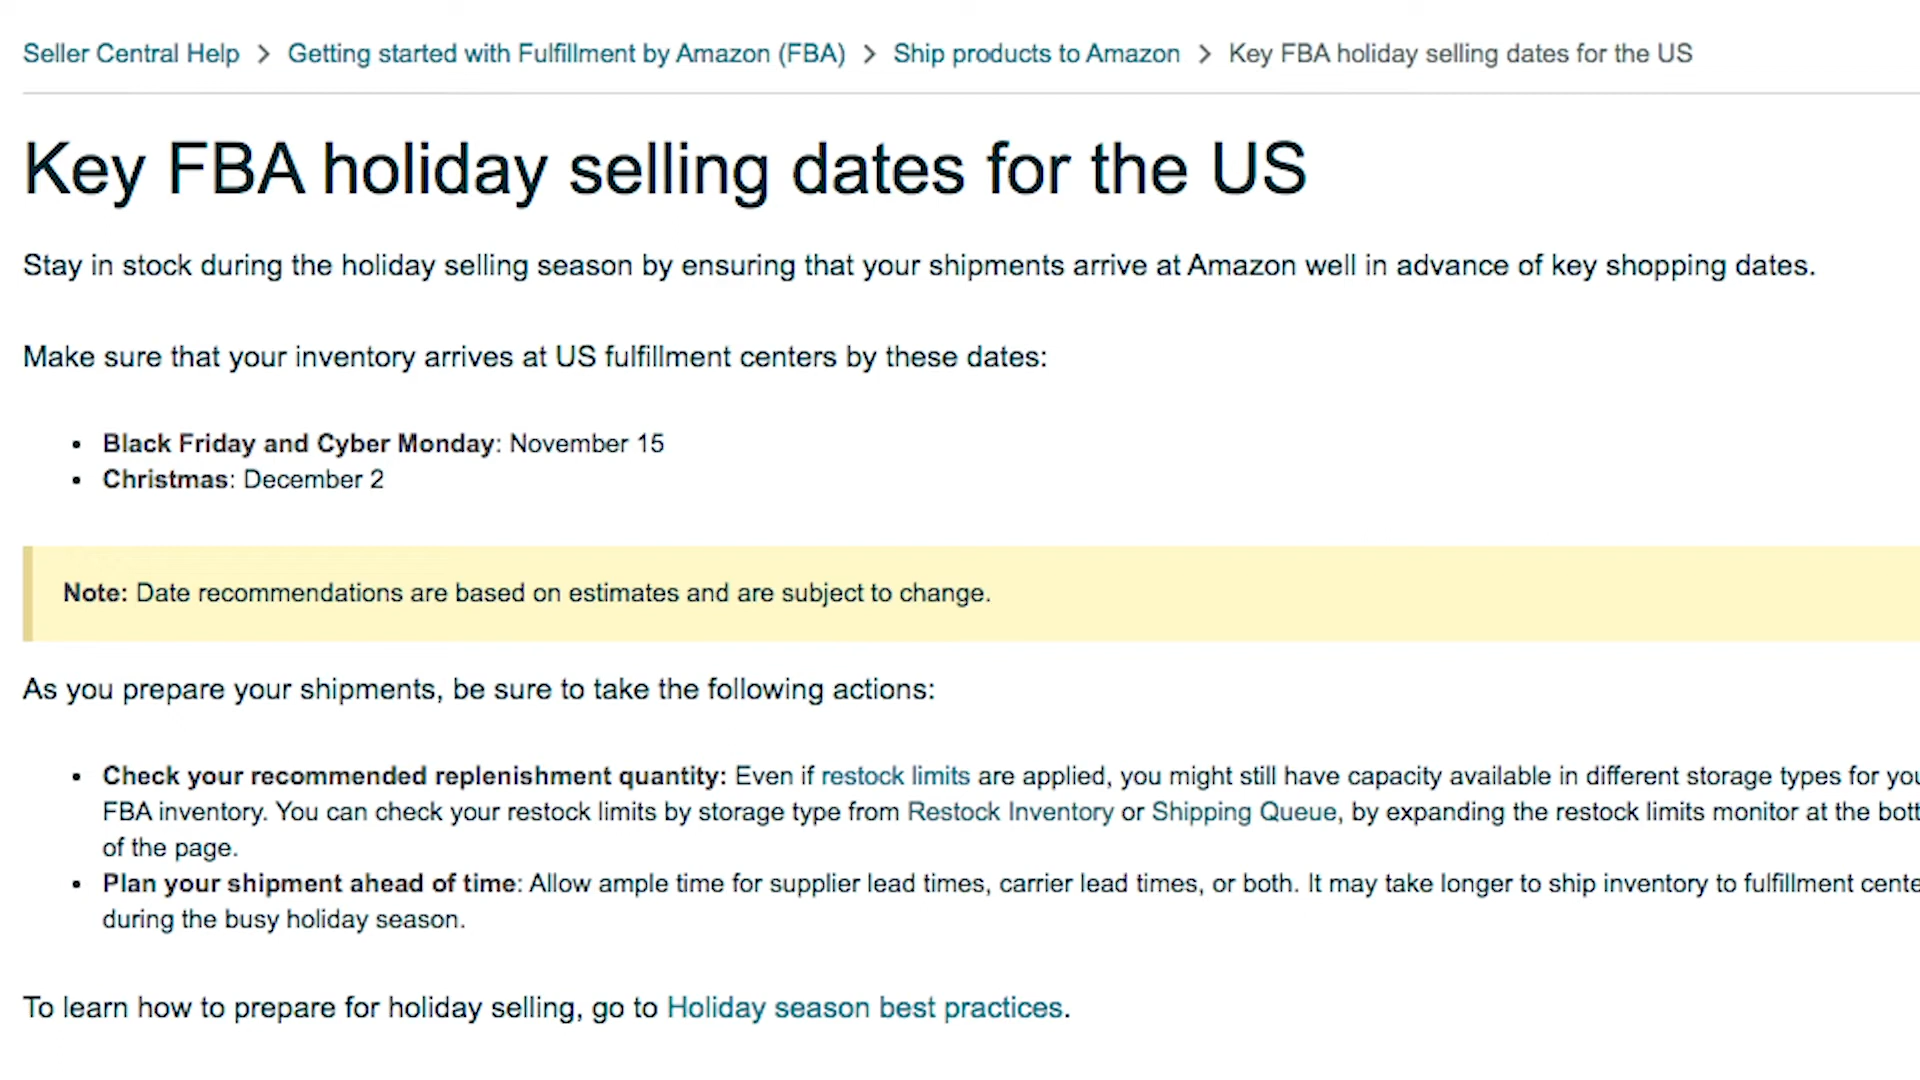 Seller Central Help > Getting started with Fulfillment by Amazon (FBA) > Ship products to Amazon > Key FBA holiday selling dates for the US
Key FBA holiday selling dates for the US
Stay in stock during the holiday selling season by ensuring that your shipments arrive at Amazon well in advance of key shopping dates.
Make sure that your inventory arrives at US fulfillment centers by these dates:
• Black Friday and Cyber Monday: November 15
• Christmas: December 2
Note: Date recommendations are based on estimates and are subject to change.
As you prepare your shipments, be sure to take the following actions:
• Check your recommended replenishment quantity: Even if restock limits are applied, you might still have capacity available in different storage types for
FBA inventory. You can check your restock limits by storage type from Restock Inventory or Shipping Queue, by expanding the restock limits monitor at the
of the page.
• Plan your shipment ahead of time: Allow ample time for supplier lead times, carrier lead times, or both. It may take longer to ship inventory to fulfillment
during the busy holiday season.
To learn how to prepare for holiday selling, go to Holiday season best practices.